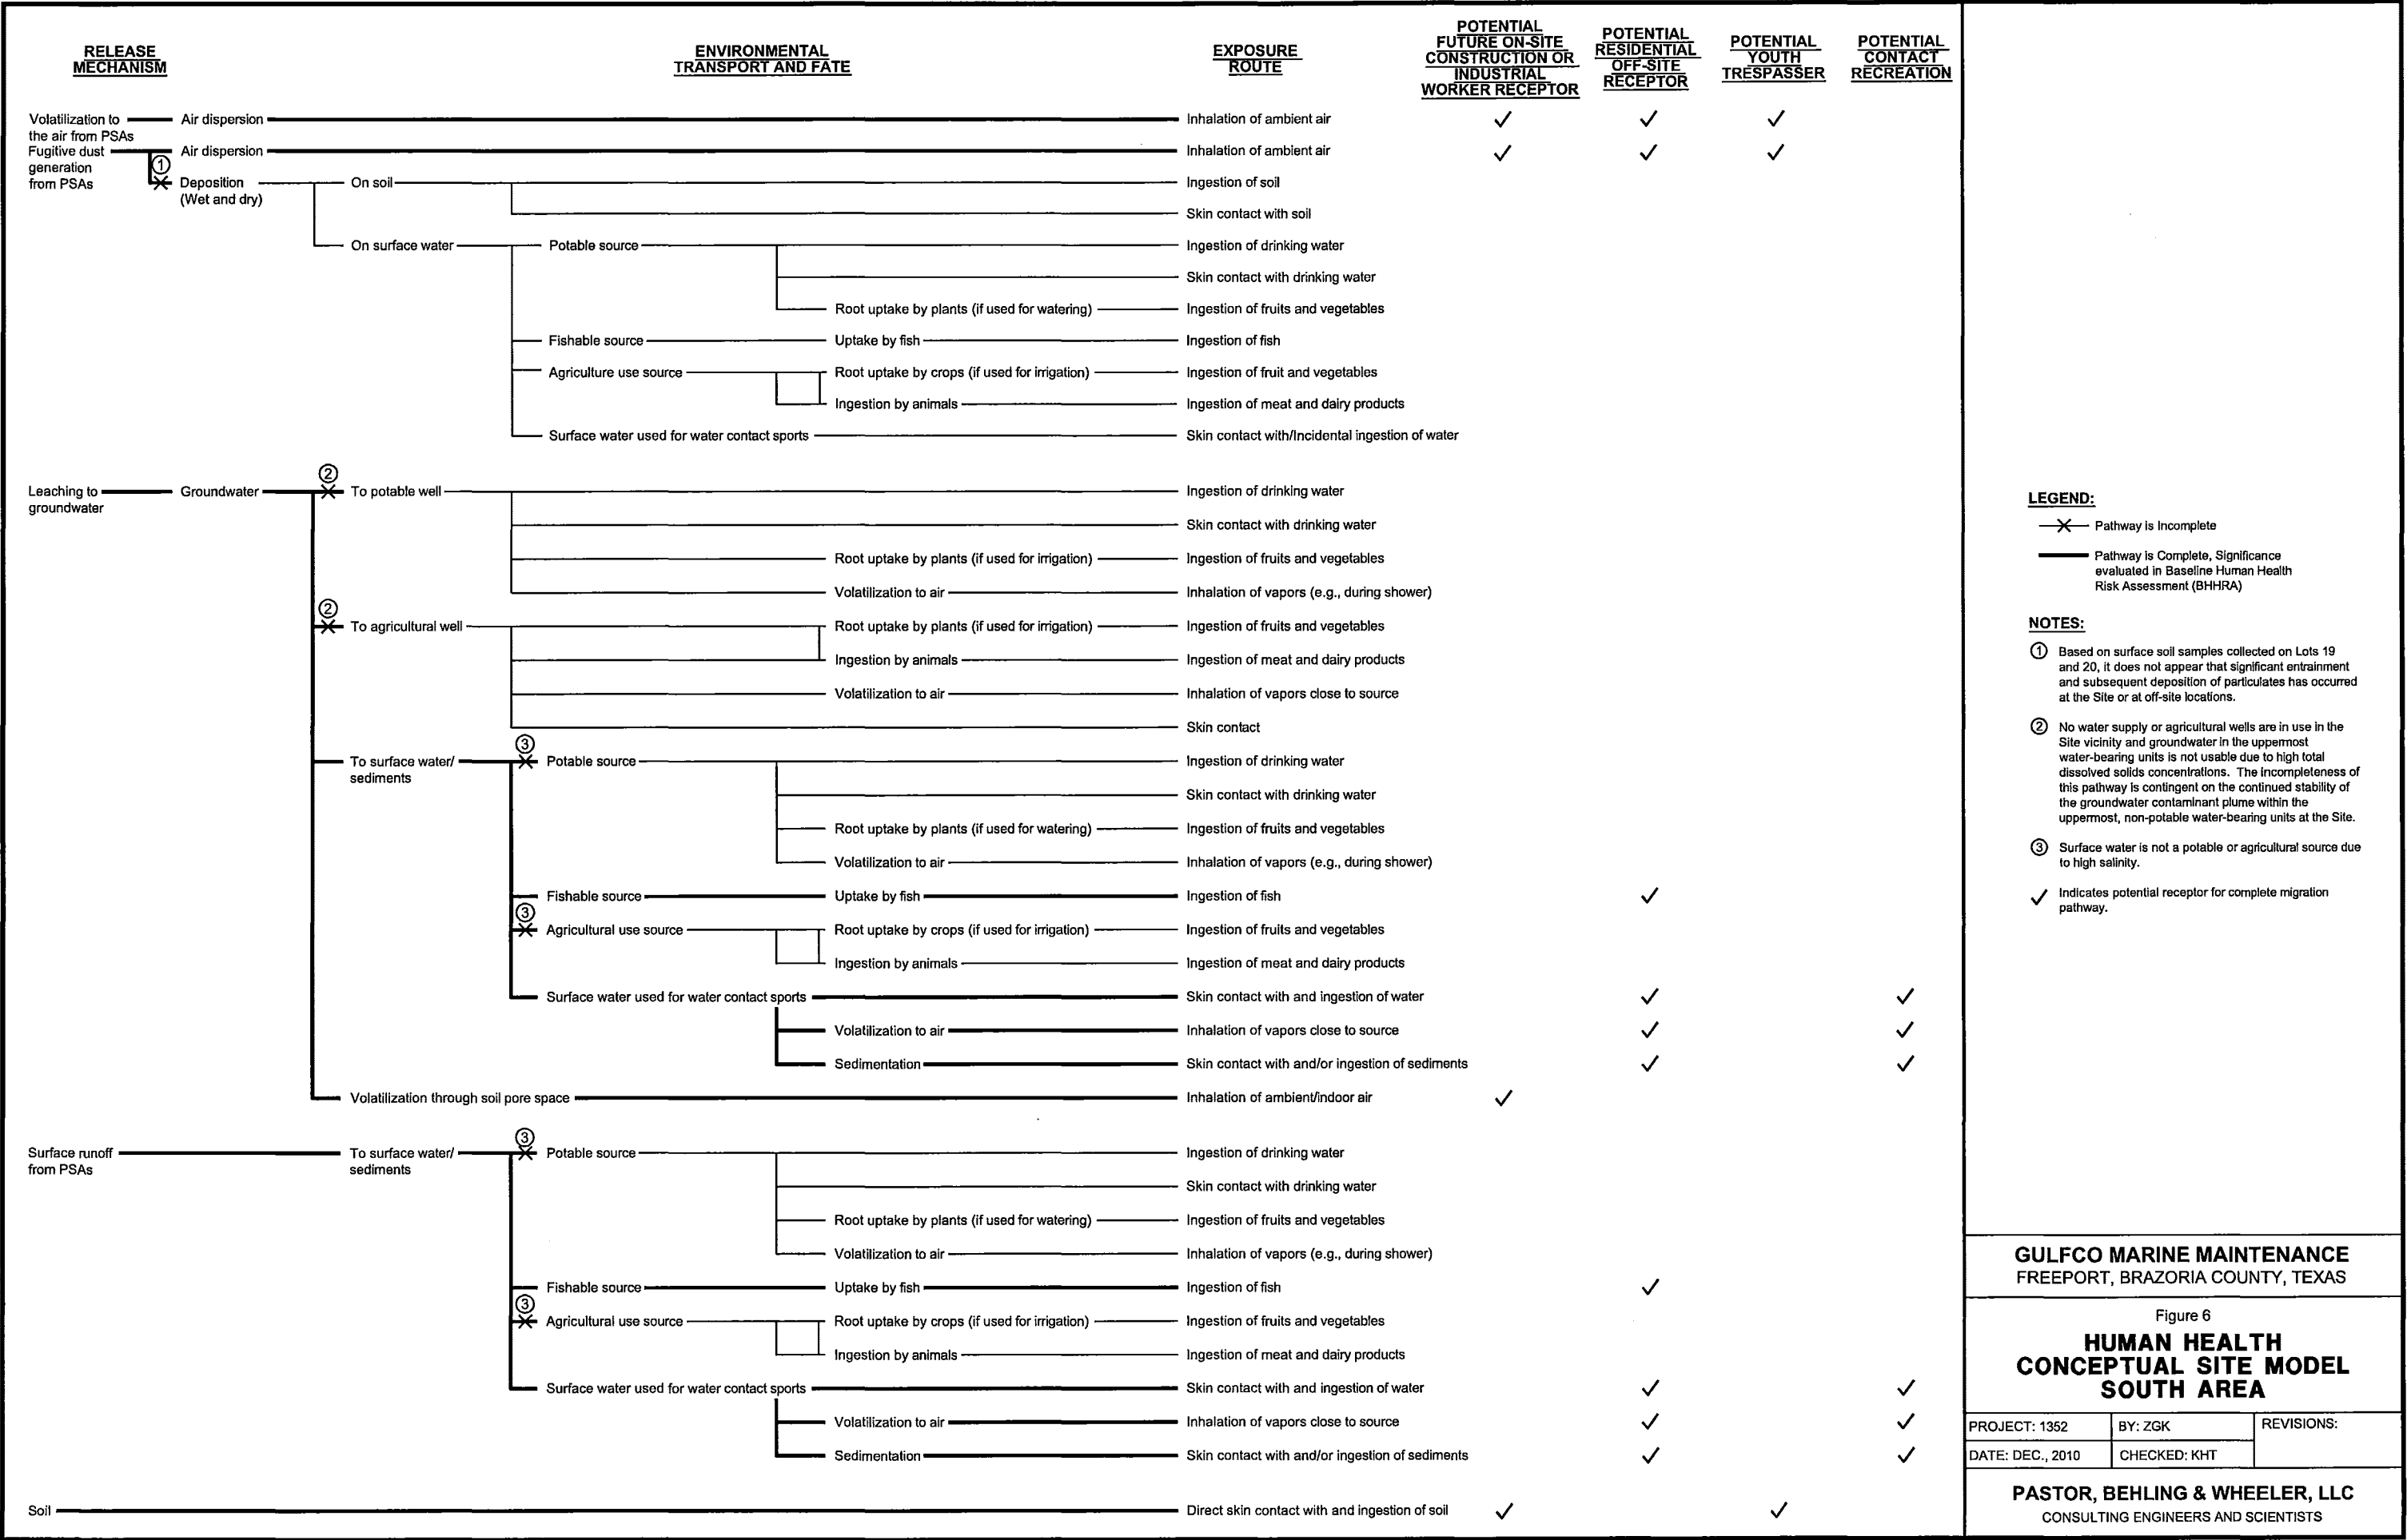 RELEASE
MECHANISM
ENVIRONMENTAL
TRANSPORT AND FATE
EXPOSURE
ROUTE
POTENTIAL
FUTURE ON-SITE
CONSTRUCTION OR
INDUSTRIAL
WORKER RECEPTOR
POTENTIAL
RESIDENTIAL
OFF-SITE
RECEPTOR
POTENTIAL
YOUTH
TRESPASSER
POTENTIAL
CONTACT
RECREATION
Volatilization to
the air from PSAs
Air dispersion
Inhalation of ambient air
✓ ✓ ✓
Fugitive dust
generation
from PSAs
Air dispersion
Inhalation of ambient air
✓ ✓ ✓
①
Deposition
(Wet and dry)
On soil
Ingestion of soil
Skin contact with soil
On surface water
Potable source
Ingestion of drinking water
Skin contact with drinking water
Root uptake by plants (if used for watering)
Ingestion of fruits and vegetables
Fishable source
Uptake by fish
Ingestion of fish
Agriculture use source
Root uptake by crops (if used for irrigation)
Ingestion of fruit and vegetables
Ingestion by animals
Ingestion of meat and dairy products
Surface water used for water contact sports
Skin contact with/Incidental ingestion of water
Leaching to
groundwater
Groundwater
②
To potable well
Ingestion of drinking water
Skin contact with drinking water
Root uptake by plants (if used for irrigation)
Ingestion of fruits and vegetables
Volatilization to air
Inhalation of vapors (e.g., during shower)
②
To agricultural well
Root uptake by plants (if used for irrigation)
Ingestion of fruits and vegetables
Ingestion by animals
Ingestion of meat and dairy products
Volatilization to air
Inhalation of vapors close to source
Skin contact
To surface water/
sediments
③
Potable source
Ingestion of drinking water
Skin contact with drinking water
Root uptake by plants (if used for watering)
Ingestion of fruits and vegetables
Volatilization to air
Inhalation of vapors (e.g., during shower)
Fishable source
Uptake by fish
Ingestion of fish
✓
③
Agricultural use source
Root uptake by crops (if used for irrigation)
Ingestion of fruits and vegetables
Ingestion by animals
Ingestion of meat and dairy products
Surface water used for water contact sports
Skin contact with and ingestion of water
✓ ✓
Volatilization to air
Inhalation of vapors close to source
✓ ✓
Sedimentation
Skin contact with and/or ingestion of sediments
✓ ✓
Volatilization through soil pore space
Inhalation of ambient/indoor air
✓
Surface runoff
from PSAs
To surface water/
sediments
③
Potable source
Ingestion of drinking water
Skin contact with drinking water
Root uptake by plants (if used for watering)
Ingestion of fruits and vegetables
Volatilization to air
Inhalation of vapors (e.g., during shower)
Fishable source
Uptake by fish
Ingestion of fish
✓
③
Agricultural use source
Root uptake by crops (if used for irrigation)
Ingestion of fruits and vegetables
Ingestion by animals
Ingestion of meat and dairy products
Surface water used for water contact sports
Skin contact with and ingestion of water
✓ ✓
Volatilization to air
Inhalation of vapors close to source
✓ ✓
Sedimentation
Skin contact with and/or ingestion of sediments
✓ ✓
Soil
Direct skin contact with and ingestion of soil
✓ ✓
LEGEND:
Pathway is Incomplete
Pathway is Complete, Significance
evaluated in Baseline Human Health
Risk Assessment (BHHRA)
NOTES:
① Based on surface soil samples collected on Lots 19
and 20, it does not appear that significant entrainment
and subsequent deposition of particulates has occurred
at the Site or at off-site locations.
② No water supply or agricultural wells are in use in the
Site vicinity and groundwater in the uppermost
water-bearing units is not usable due to high total
dissolved solids concentrations. The incompleteness of
this pathway is contingent on the continued stability of
the groundwater contaminant plume within the
uppermost, non-potable water-bearing units at the Site.
③ Surface water is not a potable or agricultural source due
to high salinity.
✓ Indicates potential receptor for complete migration
pathway.
GULFCO MARINE MAINTENANCE
FREEPORT, BRAZORIA COUNTY, TEXAS
Figure 6
HUMAN HEALTH
CONCEPTUAL SITE MODEL
SOUTH AREA
PROJECT: 1352
BY: ZGK
REVISIONS:
DATE: DEC., 2010
CHECKED: KHT
PASTOR, BEHLING & WHEELER, LLC
CONSULTING ENGINEERS AND SCIENTISTS